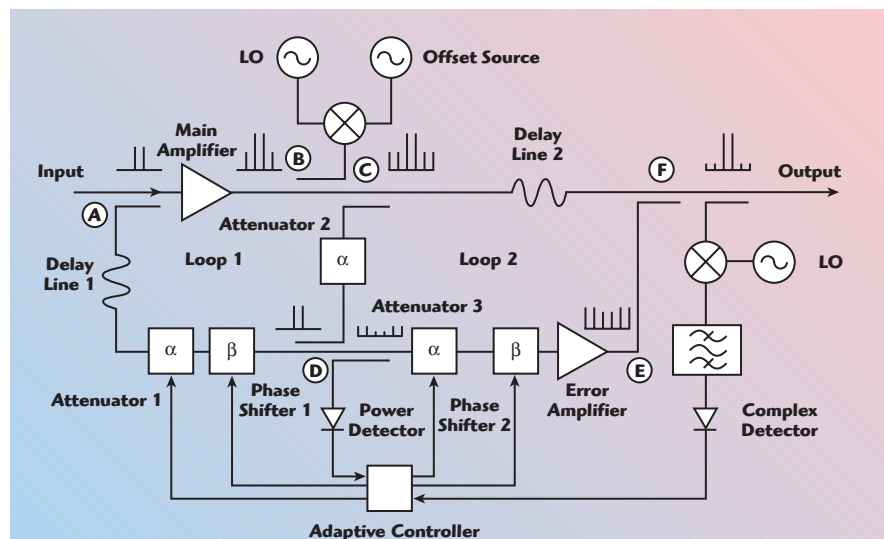 LO
Offset Source
Main
Amplifier
B
C
Delay
Line 2
F
Input
Output
A
Attenuator 2
Delay
Line 1
Loop 1
α
Loop 2
LO
Attenuator 3
α
β
α
β
D
E
Attenuator 1
Phase
Shifter 1
Power
Detector
Phase
Shifter 2
Error
Amplifier
Complex
Detector
Adaptive Controller